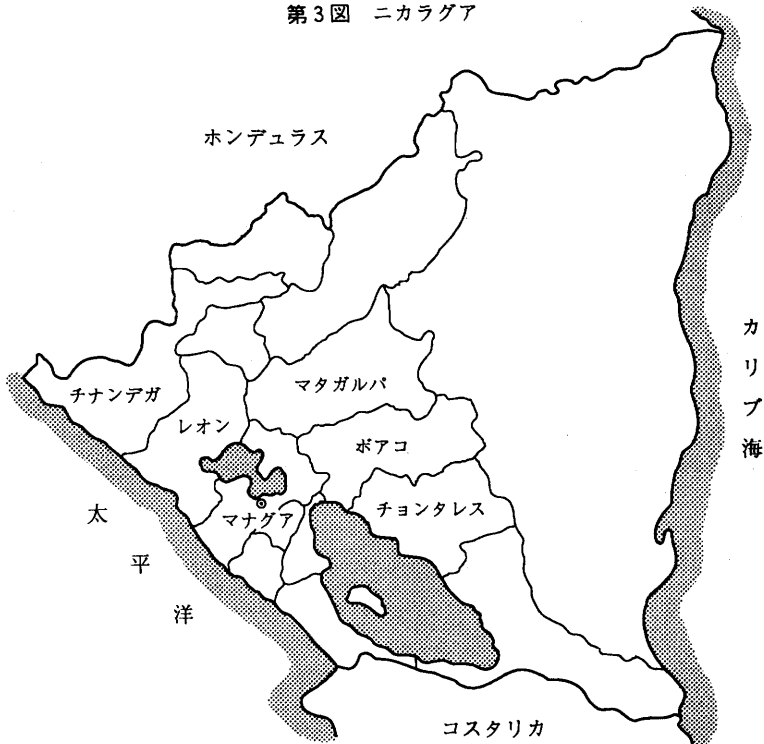 第3図 ニカラグア
ホンデュラス
カリブ海
チナンデガ
マタガルパ
レオン
ボアコ
チョンタレス
マナグア
太平洋
コスタリカ